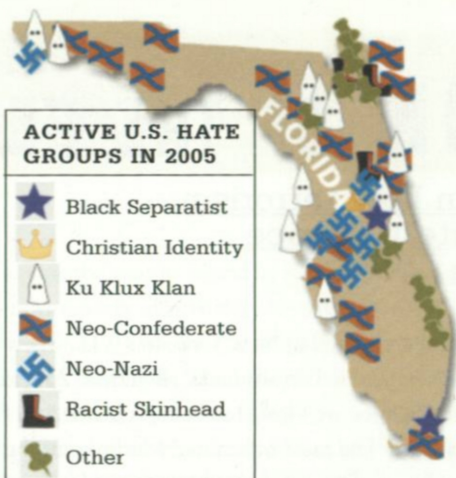 FLORIDA
ACTIVE U.S. HATE
GROUPS IN 2005
Black Separatist
Christian Identity
Ku Klux Klan
Neo-Confederate
Neo-Nazi
Racist Skinhead
Other